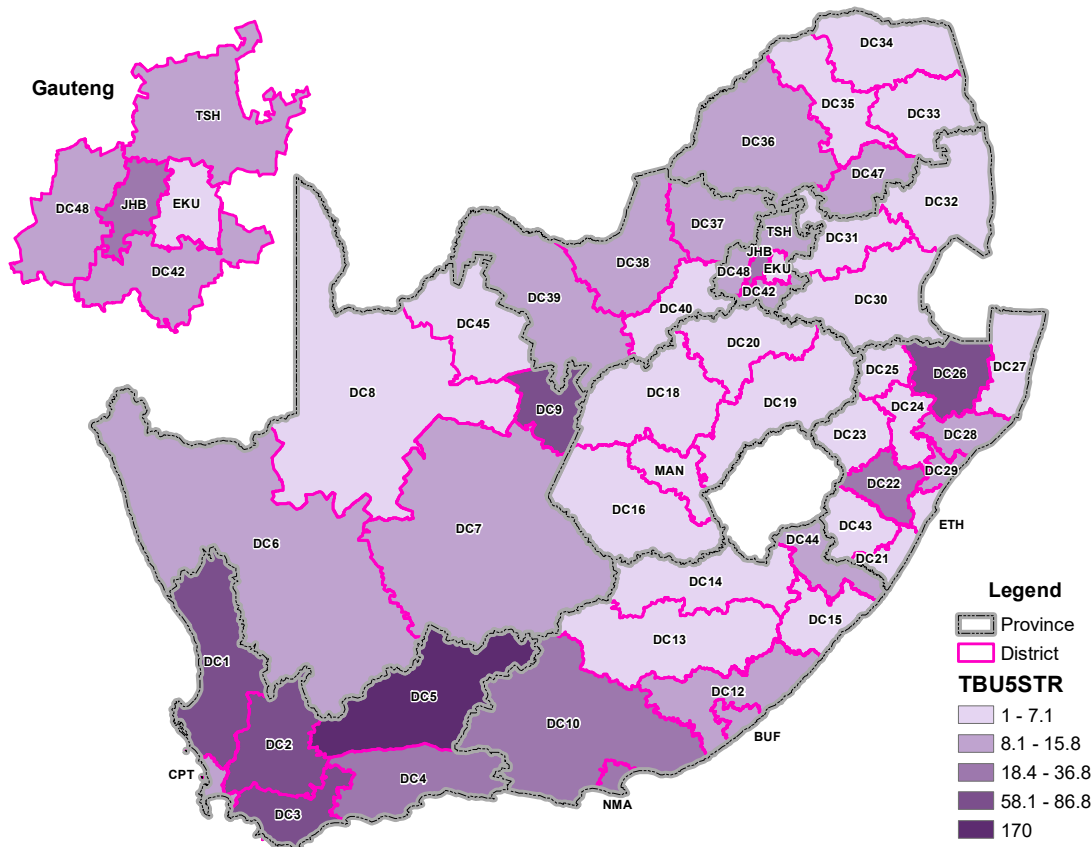 Gauteng
TSH
DC48
JHB
EKU
DC42
DC34
DC35
DC33
DC36
DC47
DC32
DC37
TSH
DC31
JHB
DC38
DC48
EKU
DC39
DC42
DC40
DC30
DC45
DC20
DC27
DC25
DC26
DC8
DC18
DC9
DC19
DC24
DC23
DC28
MAN
DC29
DC22
DC16
ETH
DC43
DC7
DC6
DC44
DC21
DC14
DC15
DC13
DC1
DC12
DC5
DC10
BUF
DC2
CPT
DC4
NMA
DC3
Legend
Province
District
TBU5STR
1 - 7.1
8.1 - 15.8
18.4 - 36.8
58.1 - 86.8
170